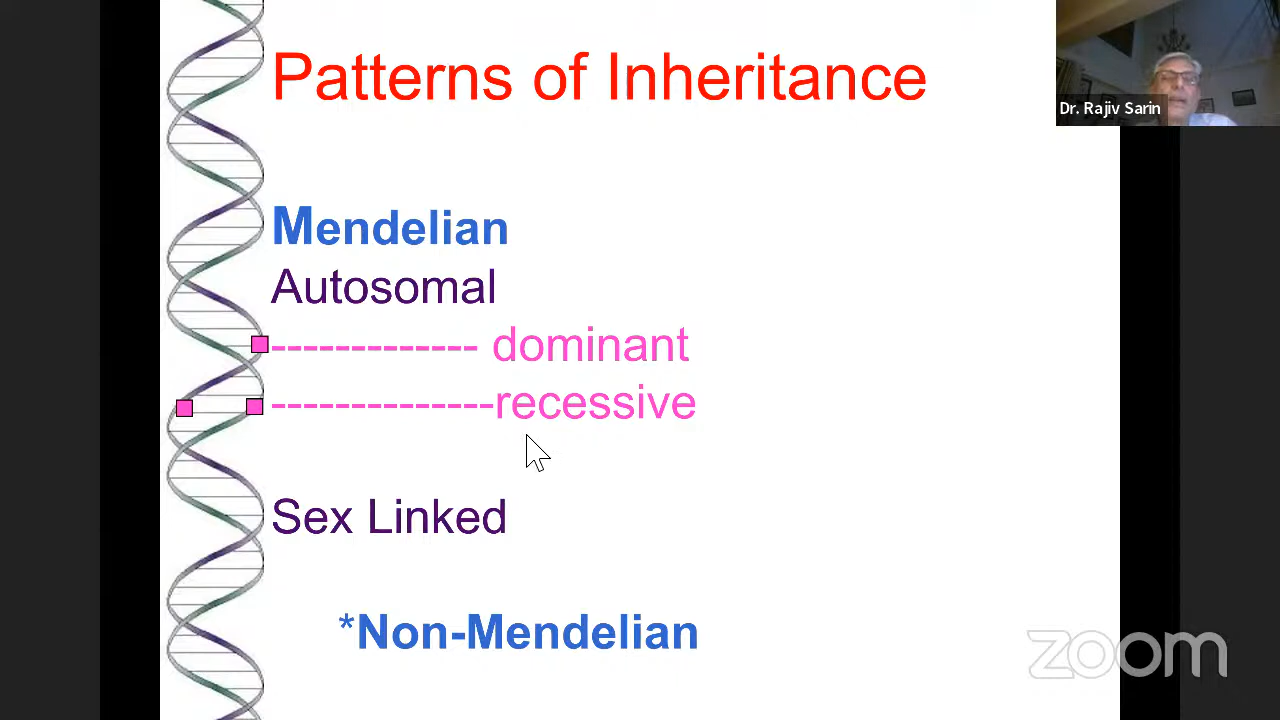 Patterns of Inheritance
Dr. Rajiv Sarin
Mendelian
Autosomal
------------- dominant
--------------recessive
Sex Linked
*Non-Mendelian
zoom